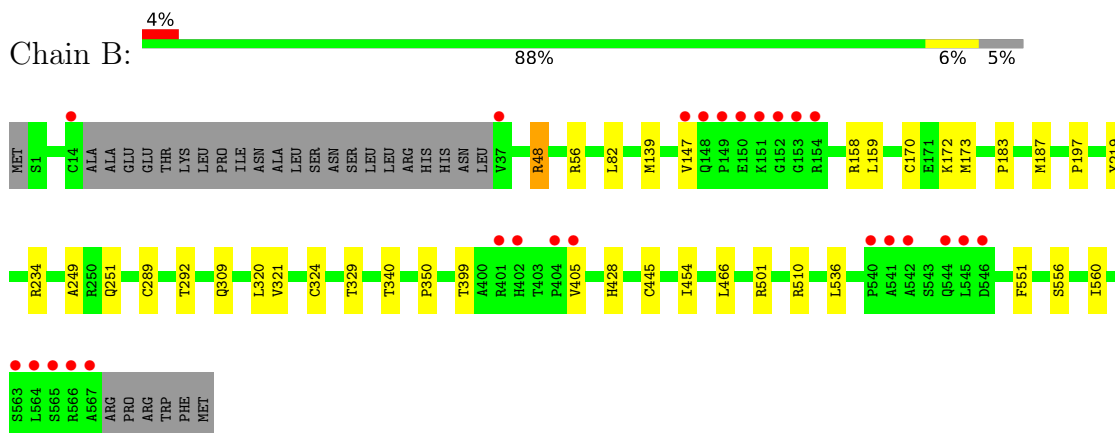 4%
Chain B:
88% 6% 5%
MET S1 C14 ALA ALA GLU GLU THR LYS LEU PRO ILE ASN ALA LEU SER ASN SER LEU LEU ARG HIS HIS ASN LEU V37 R48 R56 L82 M139 V147 Q148 P149 E150 K151 G152 G153 R154 R158 L159 C170 E171 K172 M173 P183 M187 P197
R234 A249 R250 Q251 C289 T292 Q309 L320 V321 C324 T329 T340 P350 T399 A400 R401 H402 T403 P404 V405 H428 C445 I454 L466 R501 R510 L536 P540 A541 A542 S543 Q544 L545 D546 F551 S556 I560
S563 L564 S565 R566 A567 ARG PRO ARG TRP PHE MET